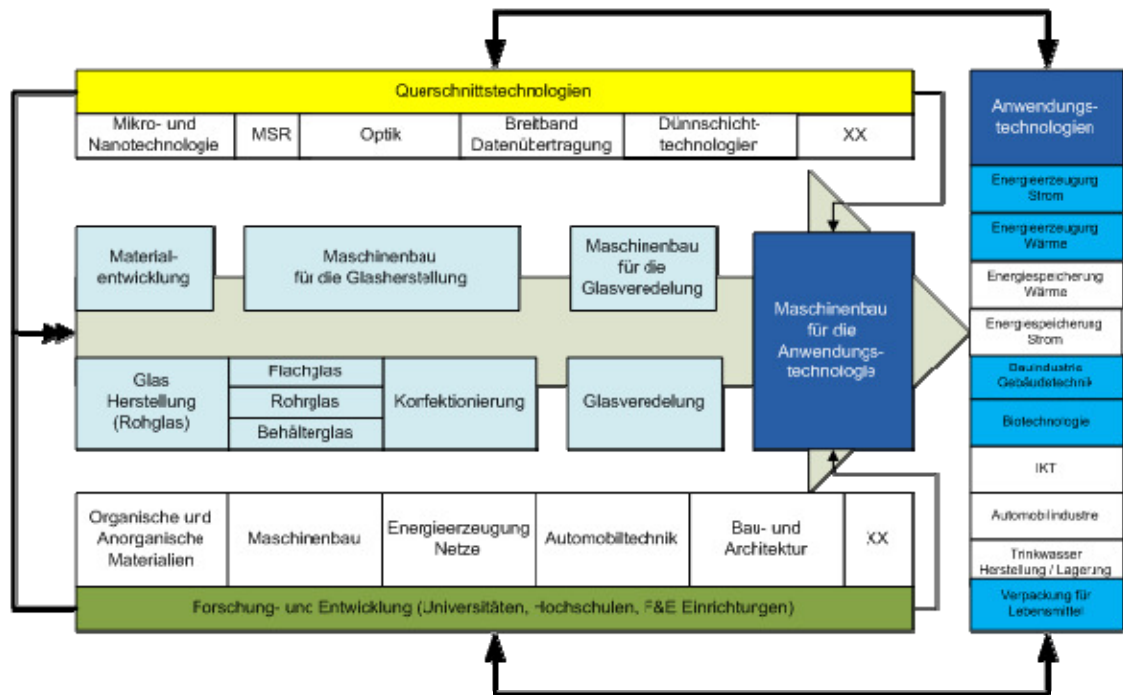 Querschnittstechnologien
Mikro- und
Nanotechnologie
MSR
Optik
Breitband
Datenübertragung
Dünnschicht-
technologien
XX
Material-
entwicklung
Maschinenbau
für die Glasherstellung
Maschinenbau
für die
Glasveredelung
Maschinenbau
für die
Anwendungs-
technologie
Glas
Herstellung
(Rohglas)
Flachglas
Rohrglas
Behälterglas
Konfektionierung
Glasveredelung
Organische und
Anorganische
Materialien
Maschinenbau
Energieerzeugung
Netze
Automobiltechnik
Bau- und
Architektur
XX
Forschung- und Entwicklung (Universitäten, Hochschulen, F&E Einrichtungen)
Anwendungs-
technologien
Energieerzeugung
Strom
Energieerzeugung
Wärme
Energiespeicherung
Wärme
Energiespeicherung
Strom
Bauindustrie
Gebäudetechnik
Biotechnologie
IKT
Automobilindustrie
Trinkwasser
Herstellung / Lagerung
Verpackung für
Lebensmittel